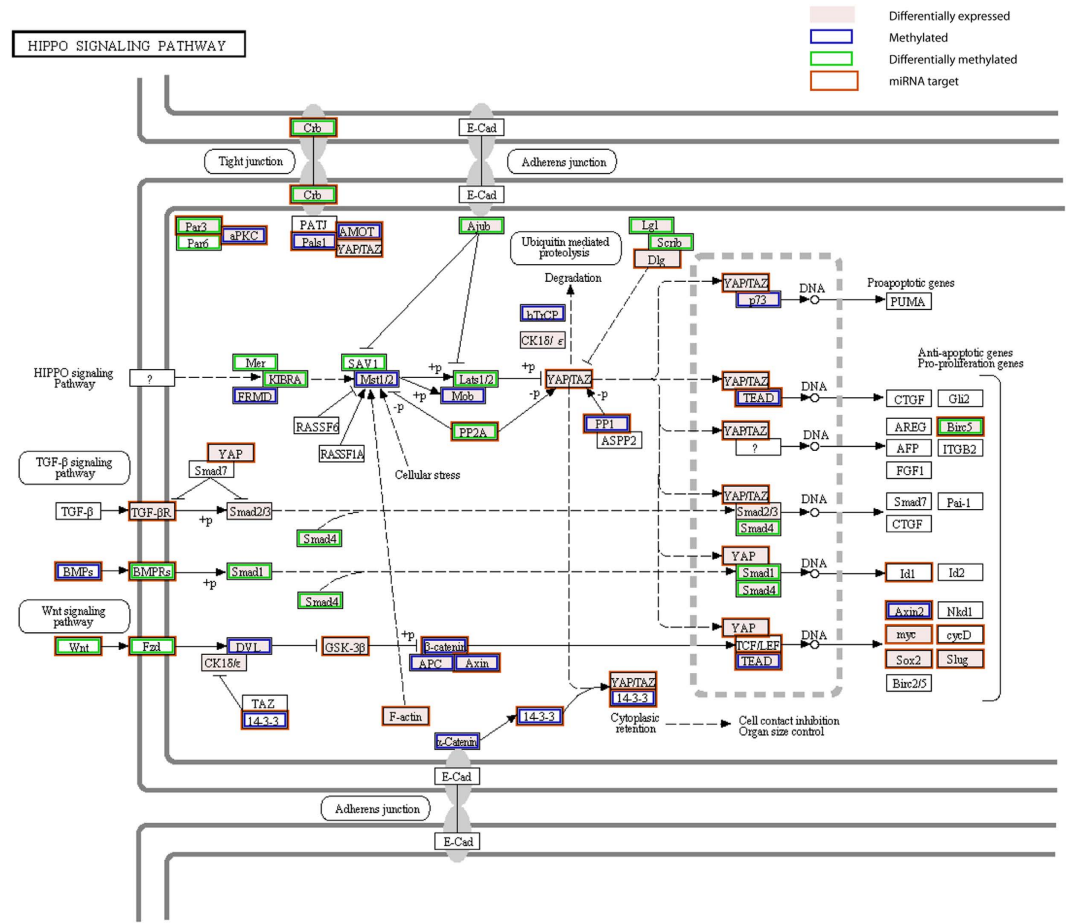 HIPPO SIGNALING PATHWAY
Differentially expressed
Methylated
Differentially methylated
miRNA target
Crb
E-Cad
Tight junction
Adherens junction
Crb
E-Cad
Par3
aPKC
Par6
PATJ
AMOT
Pals1
YAP/TAZ
Ajub
Lgl
Scrib
Dlg
Ubiquitin mediated
proteolysis
Degradation
bTrCP
CK1δ/ε
YAP/TAZ
p73
DNA
Proapoptotic genes
PUMA
HIPPO signaling
Pathway
?
Mer
KIBRA
FRMD
SAV1
Mst1/2
+p
+p
Lats1/2
Mob
+p
YAP/TAZ
-p
-p
-p
PP2A
PP1
ASPP2
RASSF6
RASSF1A
Cellular stress
YAP/TAZ
TEAD
DNA
Anti-apoptotic genes
Pro-proliferation genes
CTGF
Gli2
YAP/TAZ
?
DNA
AREG
Birc5
AFP
ITGB2
FGF1
TGF-β signaling
pathway
YAP
Smad7
TGF-β
TGF-βR
+p
Smad2/3
Smad4
YAP/TAZ
Smad2/3
Smad4
DNA
Smad7
Pai-1
CTGF
BMPs
BMPRs
+p
Smad1
Smad4
YAP
Smad1
Smad4
DNA
Id1
Id2
Wnt signaling
pathway
Wnt
Fzd
DVL
CK1δ/ε
GSK-3β
+p
β-catenin
APC
Axin
YAP
TCF/LEF
TEAD
DNA
Axin2
Nkd1
myc
cycD
Sox2
Slug
Birc2/5
TAZ
14-3-3
F-actin
α-Catenin
14-3-3
YAP/TAZ
14-3-3
Cytoplasic
retention
Cell contact inhibition
Organ size control
E-Cad
Adherens junction
E-Cad